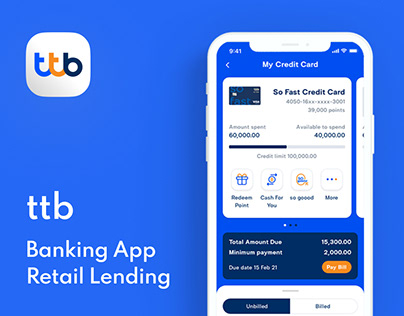 ttb
ttb
Banking App
Retail Lending
9:41
My Credit Card
So Fast Credit Card
4050-16xx-xxxx-3001
39,000 points
Amount spent Available to spend
60,000.00 40,000.00
Credit limit 100,000.00
Redeem Point
Cash For You
so goood
More
Total Amount Due 15,300.00
Minimum payment 2,000.00
Due date 15 Feb 21 Pay Bill
Unbilled Billed